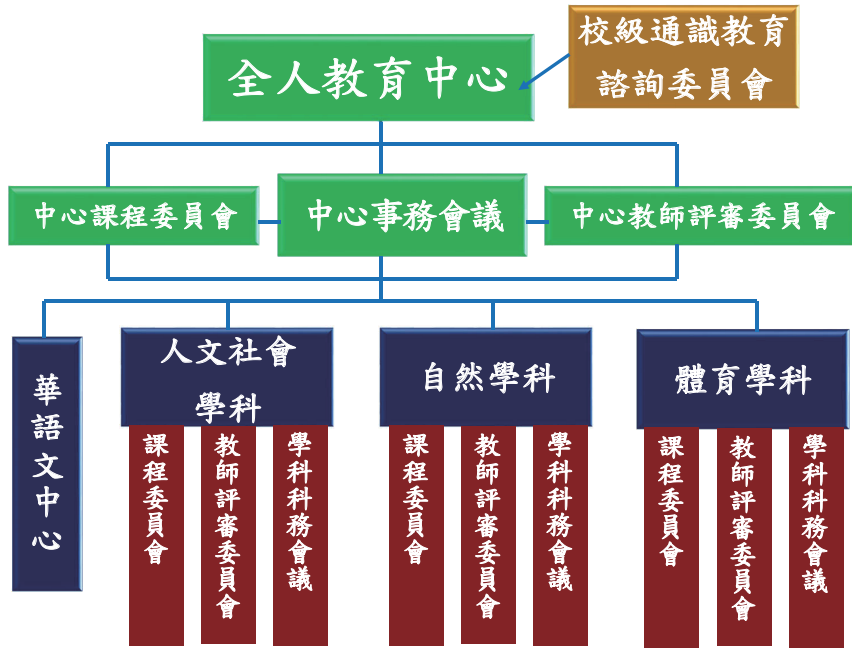 校級通識教育
諮詢委員會
全人教育中心
中心課程委員會
中心事務會議
中心教師評審委員會
華語文中心
人文社會
學科
自然學科
體育學科
課程委員會
教師評審委員會
學科科務會議
課程委員會
教師評審委員會
學科科務會議
課程委員會
教師評審委員會
學科科務會議